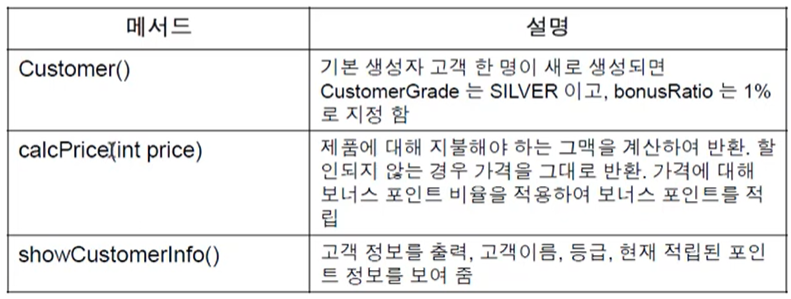 메서드
설명
Customer()
기본 생성자 고객 한 명이 새로 생성되면
CustomerGrade 는 SILVER 이고, bonusRatio 는 1%
로 지정 함
calcPrice(int price)
제품에 대해 지불해야 하는 그맥을 계산하여 반환. 할
인되지 않는 경우 가격을 그대로 반환. 가격에 대해
보너스 포인트 비율을 적용하여 보너스 포인트를 적
립
showCustomerInfo()
고객 정보를 출력, 고객이름, 등급, 현재 적립된 포인
트 정보를 보여 줌